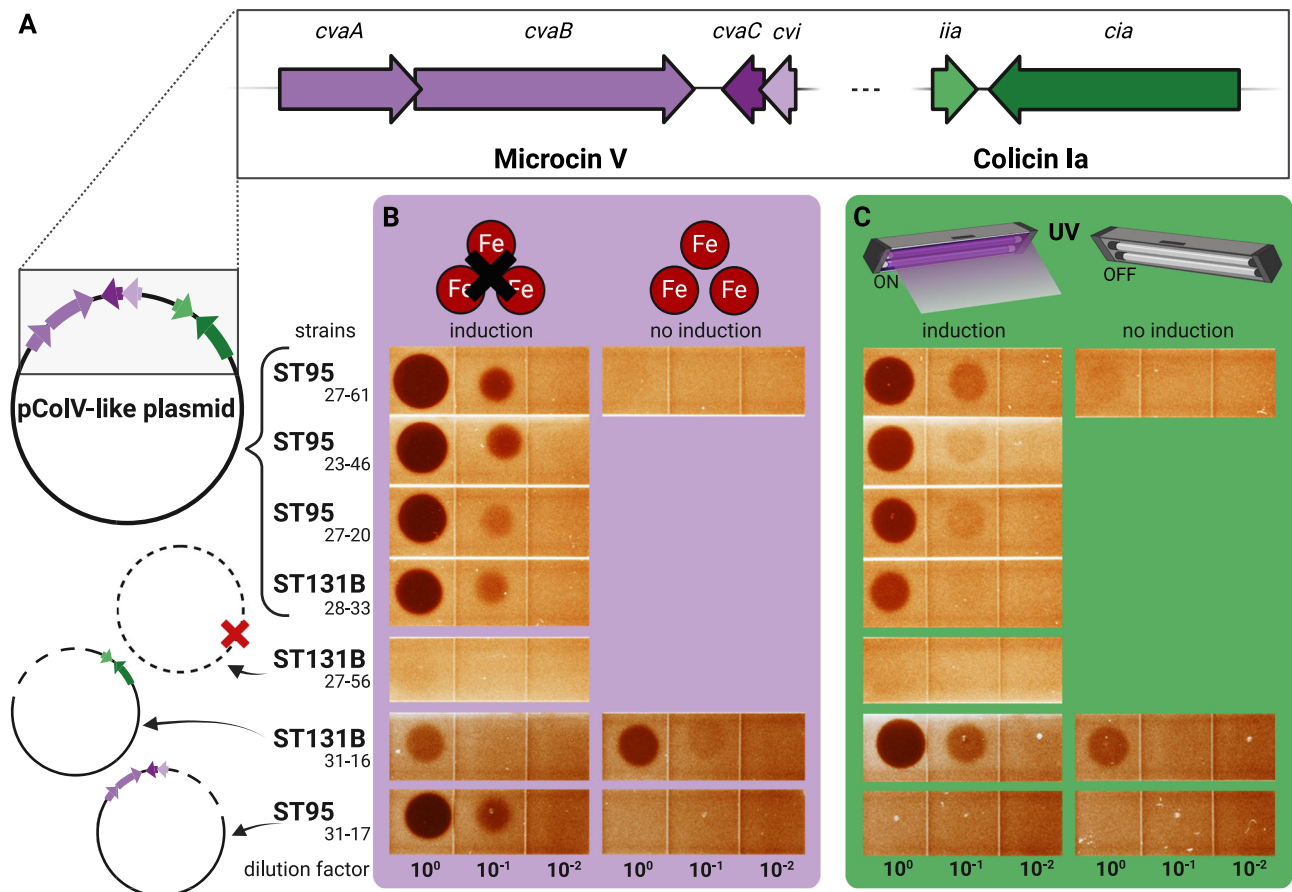 A
cvaA cvaB cvaC cvi iia cia
Microcin V Colicin Ia
B
Fe
Fe Fe
Fe
Fe Fe
C
UV
ON
OFF
strains induction no induction induction no induction
pColV-like plasmid
ST95
27-61
ST95
23-46
ST95
27-20
ST131B
28-33
ST131B
27-56
ST131B
31-16
ST95
31-17
dilution factor 10⁰ 10⁻¹ 10⁻² 10⁰ 10⁻¹ 10⁻² 10⁰ 10⁻¹ 10⁻² 10⁰ 10⁻¹ 10⁻²